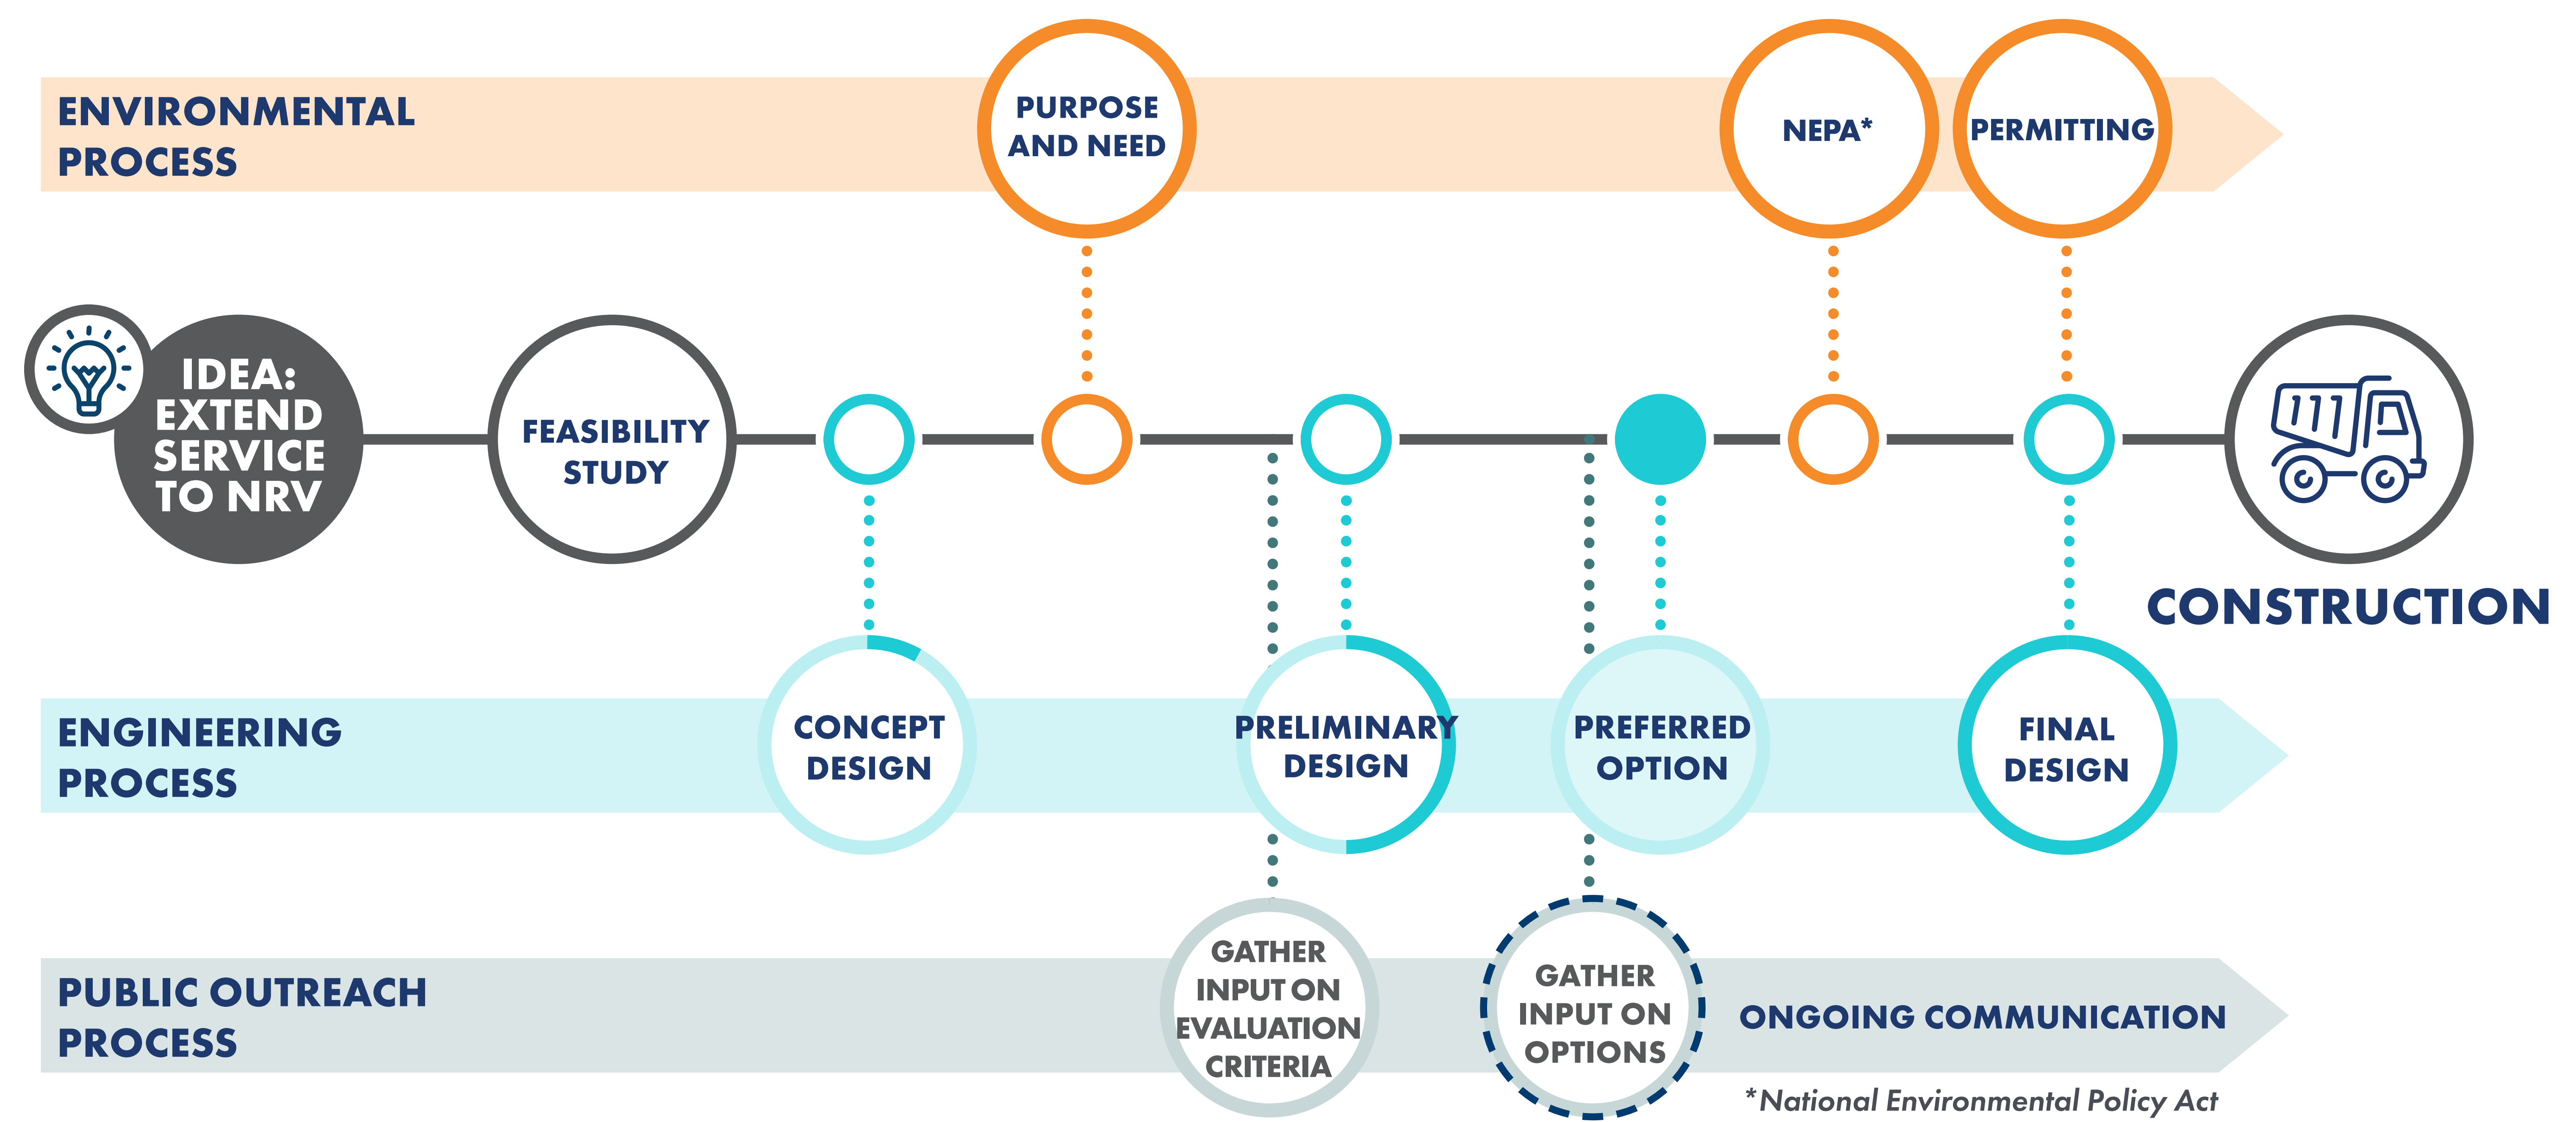 ENVIRONMENTAL
PROCESS
PURPOSE
AND NEED
NEPA*
PERMITTING
IDEA:
EXTEND
SERVICE
TO NRV
FEASIBILITY
STUDY
CONSTRUCTION
ENGINEERING
PROCESS
CONCEPT
DESIGN
PRELIMINARY
DESIGN
PREFERRED
OPTION
FINAL
DESIGN
PUBLIC OUTREACH
PROCESS
GATHER
INPUT ON
EVALUATION
CRITERIA
GATHER
INPUT ON
OPTIONS
ONGOING COMMUNICATION
*National Environmental Policy Act